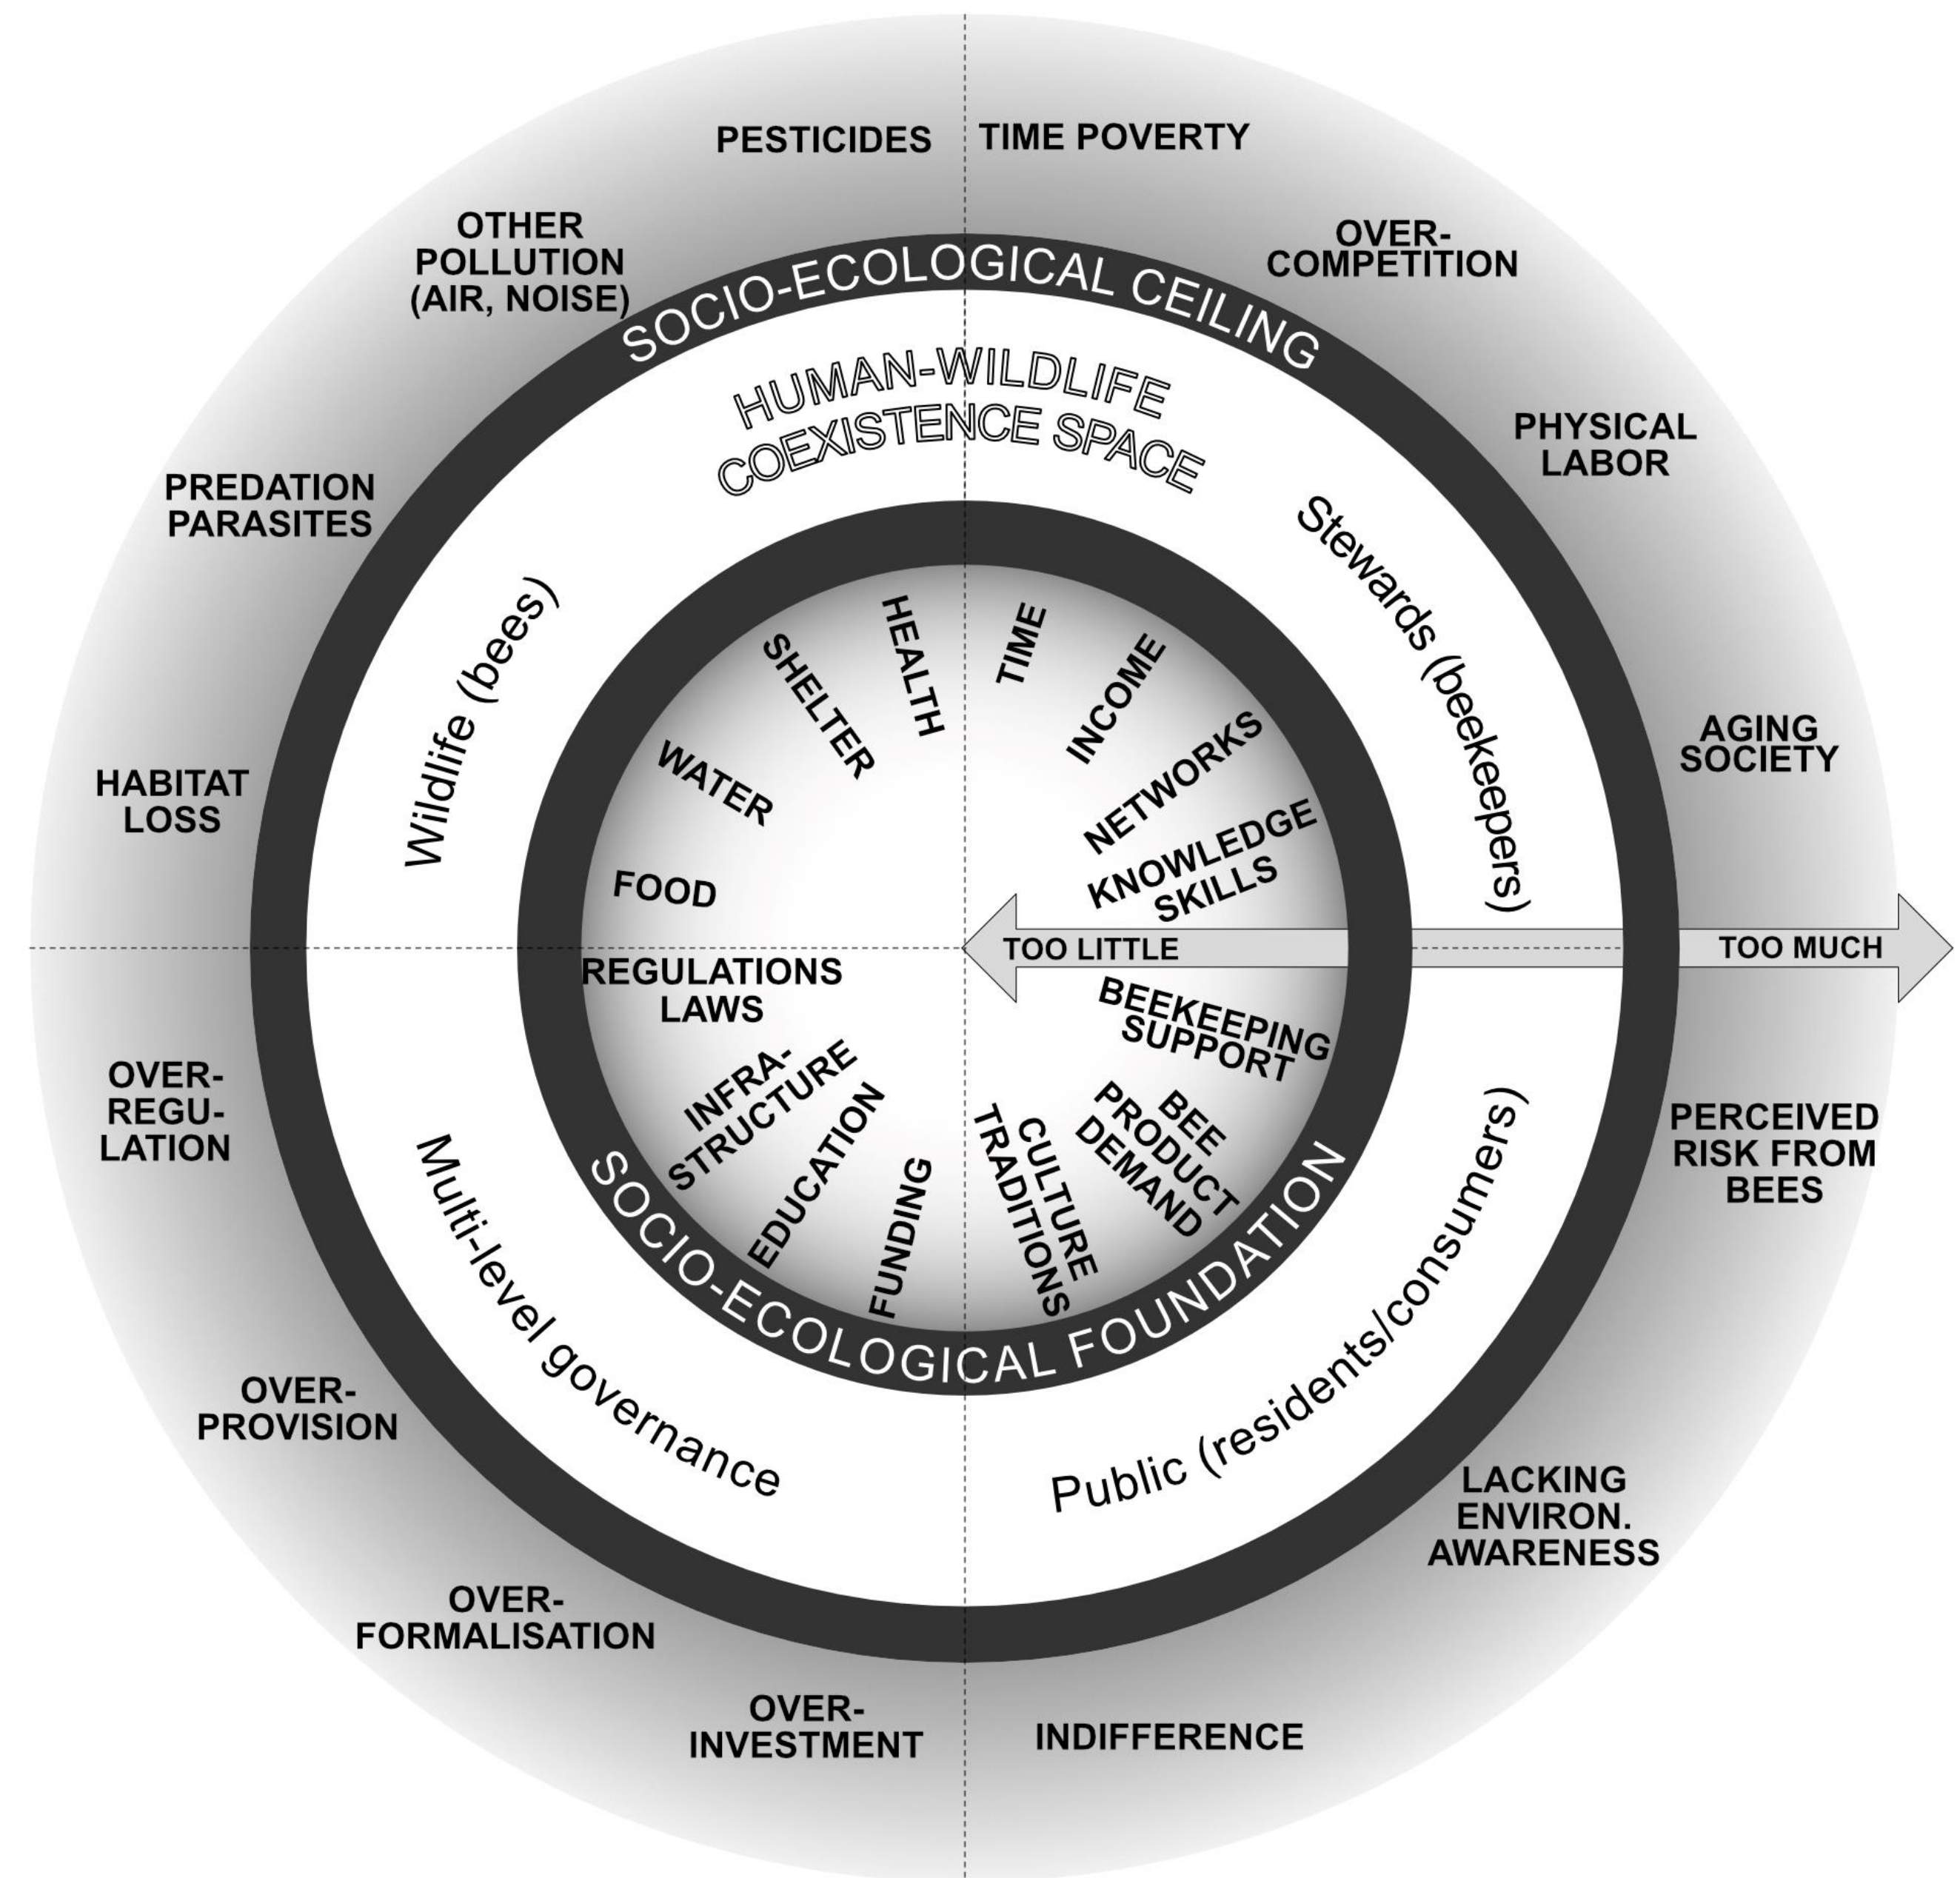 PESTICIDES
TIME POVERTY
OTHER
POLLUTION
(AIR, NOISE)
OVER-
COMPETITION
SOCIO-ECOLOGICAL CEILING
HUMAN-WILDLIFE
COEXISTENCE SPACE
PHYSICAL
LABOR
PREDATION
PARASITES
Wildlife (bees)
Stewards (beekeepers)
HABITAT
LOSS
AGING
SOCIETY
HEALTH
SHELTER
WATER
FOOD
TIME
INCOME
NETWORKS
KNOWLEDGE
SKILLS
TOO LITTLE
TOO MUCH
REGULATIONS
LAWS
INFRA-
STRUCTURE
EDUCATION
FUNDING
BEEKEEPING
SUPPORT
BEE
PRODUCT
DEMAND
CULTURE
TRADITIONS
SOCIO-ECOLOGICAL FOUNDATION
OVER-
REGU-
LATION
PERCEIVED
RISK FROM
BEES
Multi-level governance
Public (residents/consumers)
OVER-
PROVISION
LACKING
ENVIRON.
AWARENESS
OVER-
FORMALISATION
OVER-
INVESTMENT
INDIFFERENCE